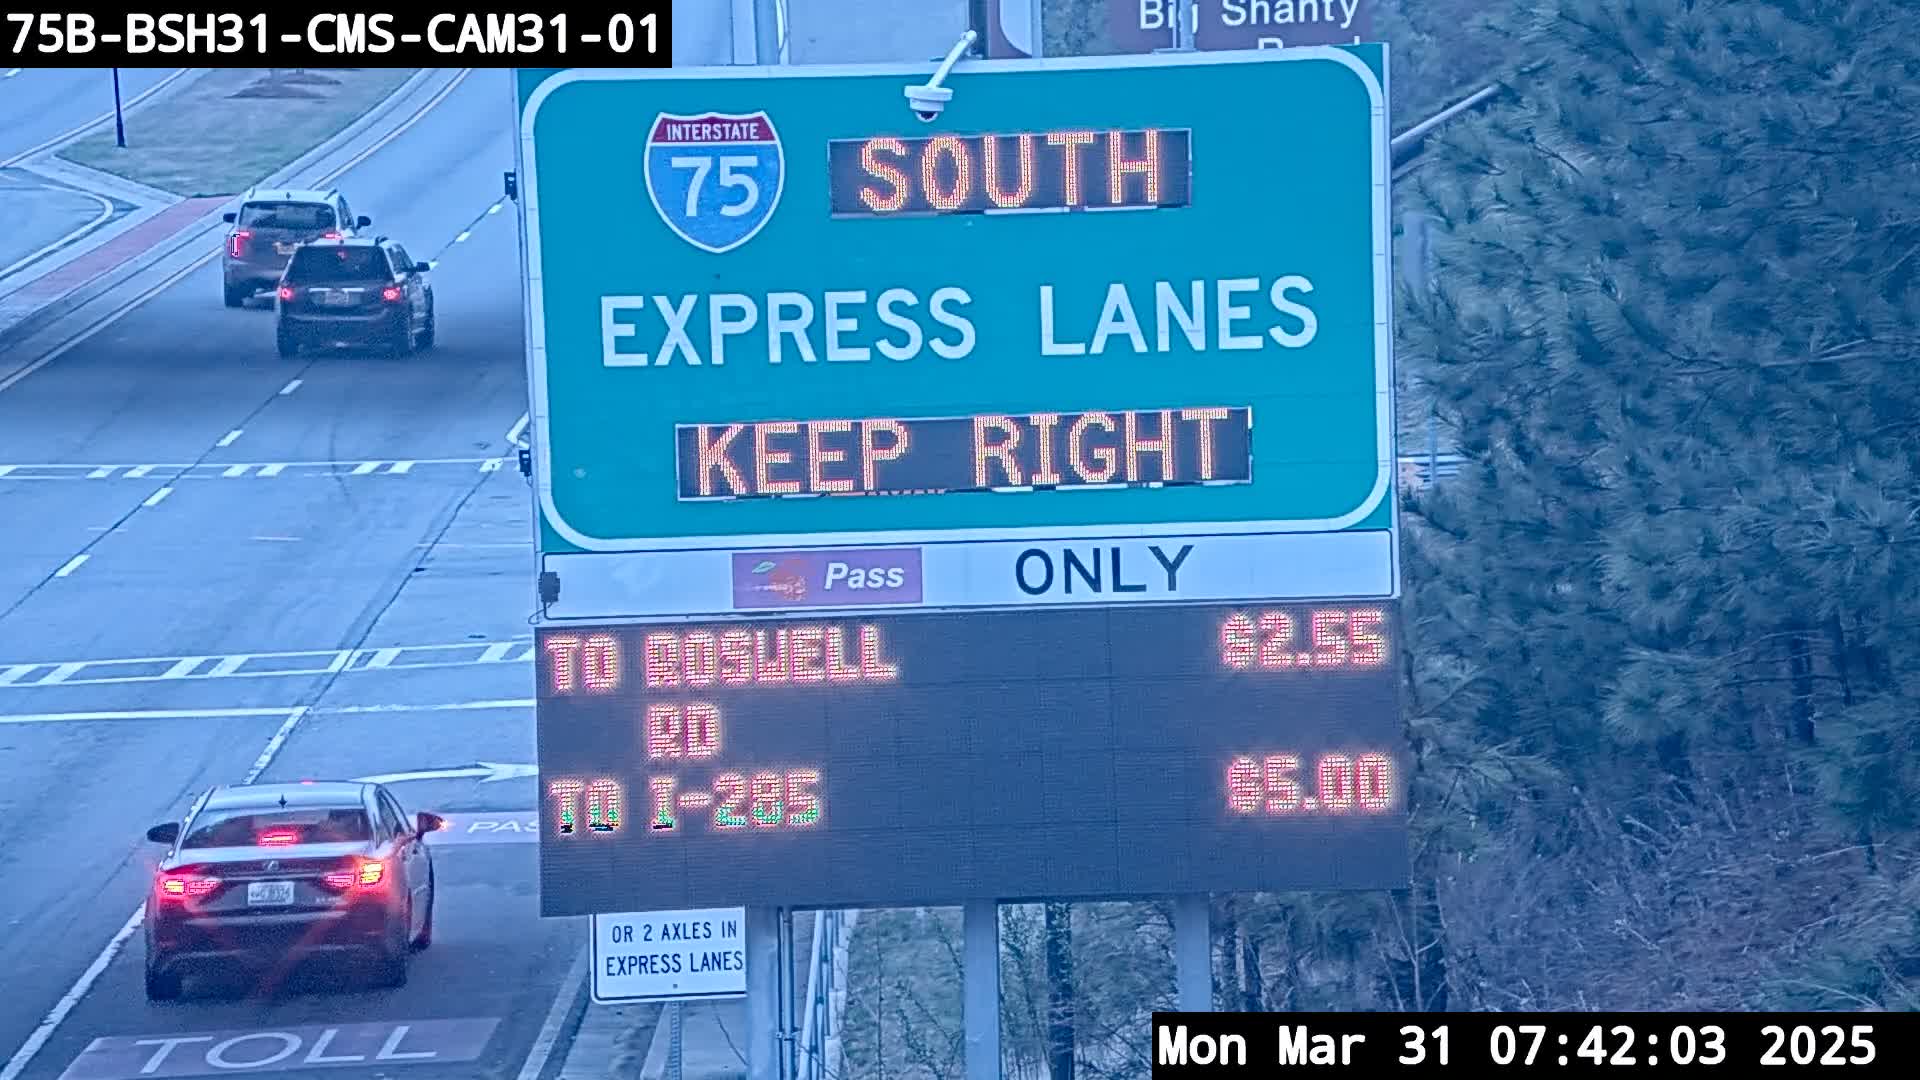 75B-BSH31-CMS-CAM31-01
Big Shanty
Road
INTERSTATE
75
SOUTH
EXPRESS LANES
KEEP RIGHT
Pass
ONLY
TO ROSWELL $2.55
RD
TO I-285 $5.00
OR 2 AXLES IN
EXPRESS LANES
TOLL
Mon Mar 31 07:42:03 2025